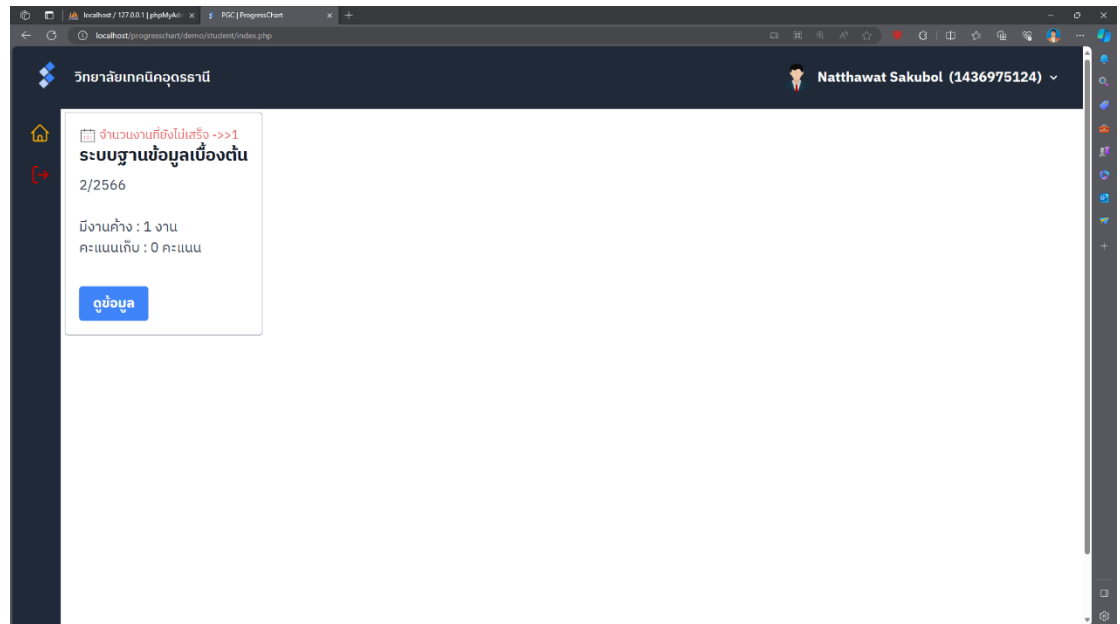 localhost / 127.0.0.1 | phpMyAd
PGC | ProgressChart
localhost/progresschart/demo/student/index.php
วิทยาลัยเทคนิคอุดรธานี
Natthawat Sakubol (1436975124)
จำนวนงานที่ยังไม่เสร็จ ->>1
ระบบฐานข้อมูลเบื้องต้น
2/2566
มีงานค้าง : 1 งาน
คะแนนเก็บ : 0 คะแนน
ดูข้อมูล